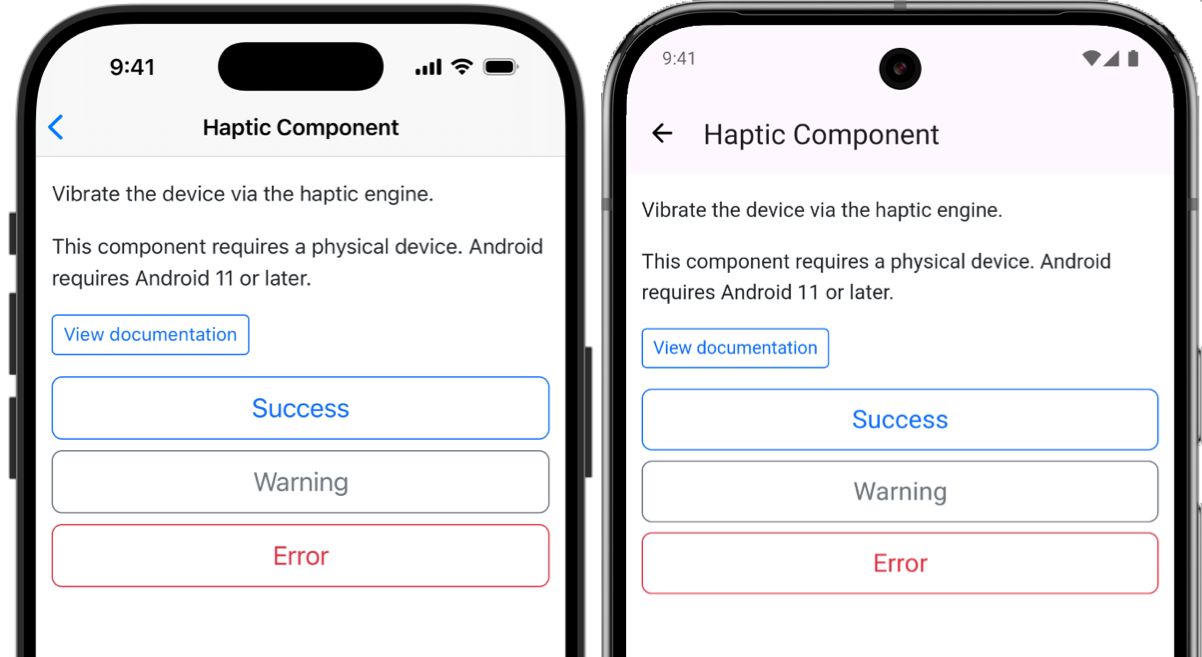 9:41
Haptic Component
Vibrate the device via the haptic engine.
This component requires a physical device. Android
requires Android 11 or later.
View documentation
Success
Warning
Error
9:41
Haptic Component
Vibrate the device via the haptic engine.
This component requires a physical device. Android
requires Android 11 or later.
View documentation
Success
Warning
Error